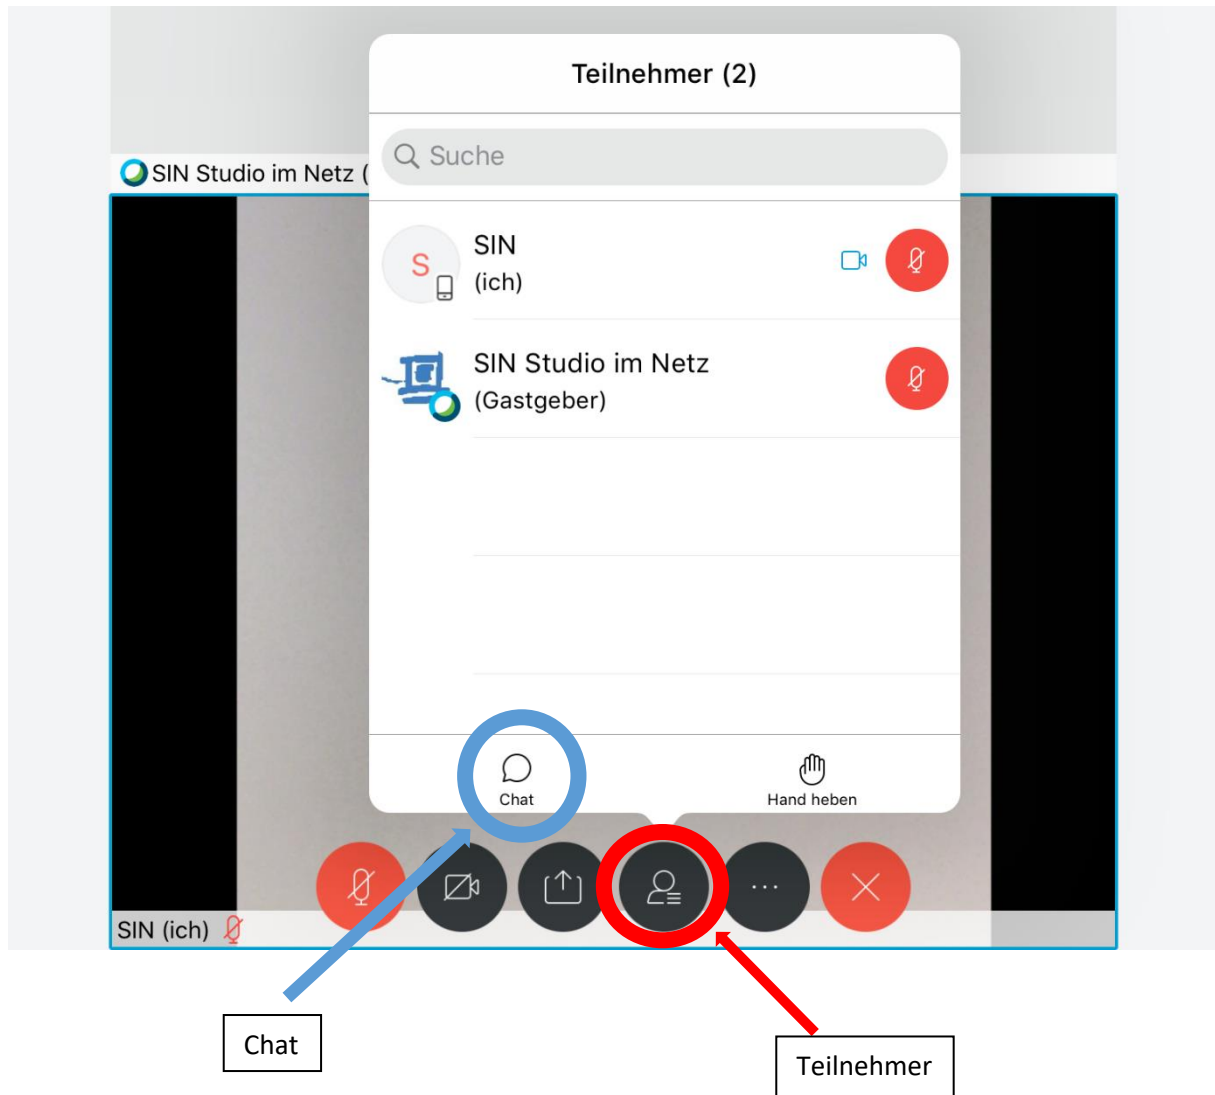 Teilnehmer (2)
Suche
SIN Studio im Netz (
S
SIN
(ich)
SIN Studio im Netz
(Gastgeber)
Chat
Hand heben
SIN (ich)
Chat
Teilnehmer